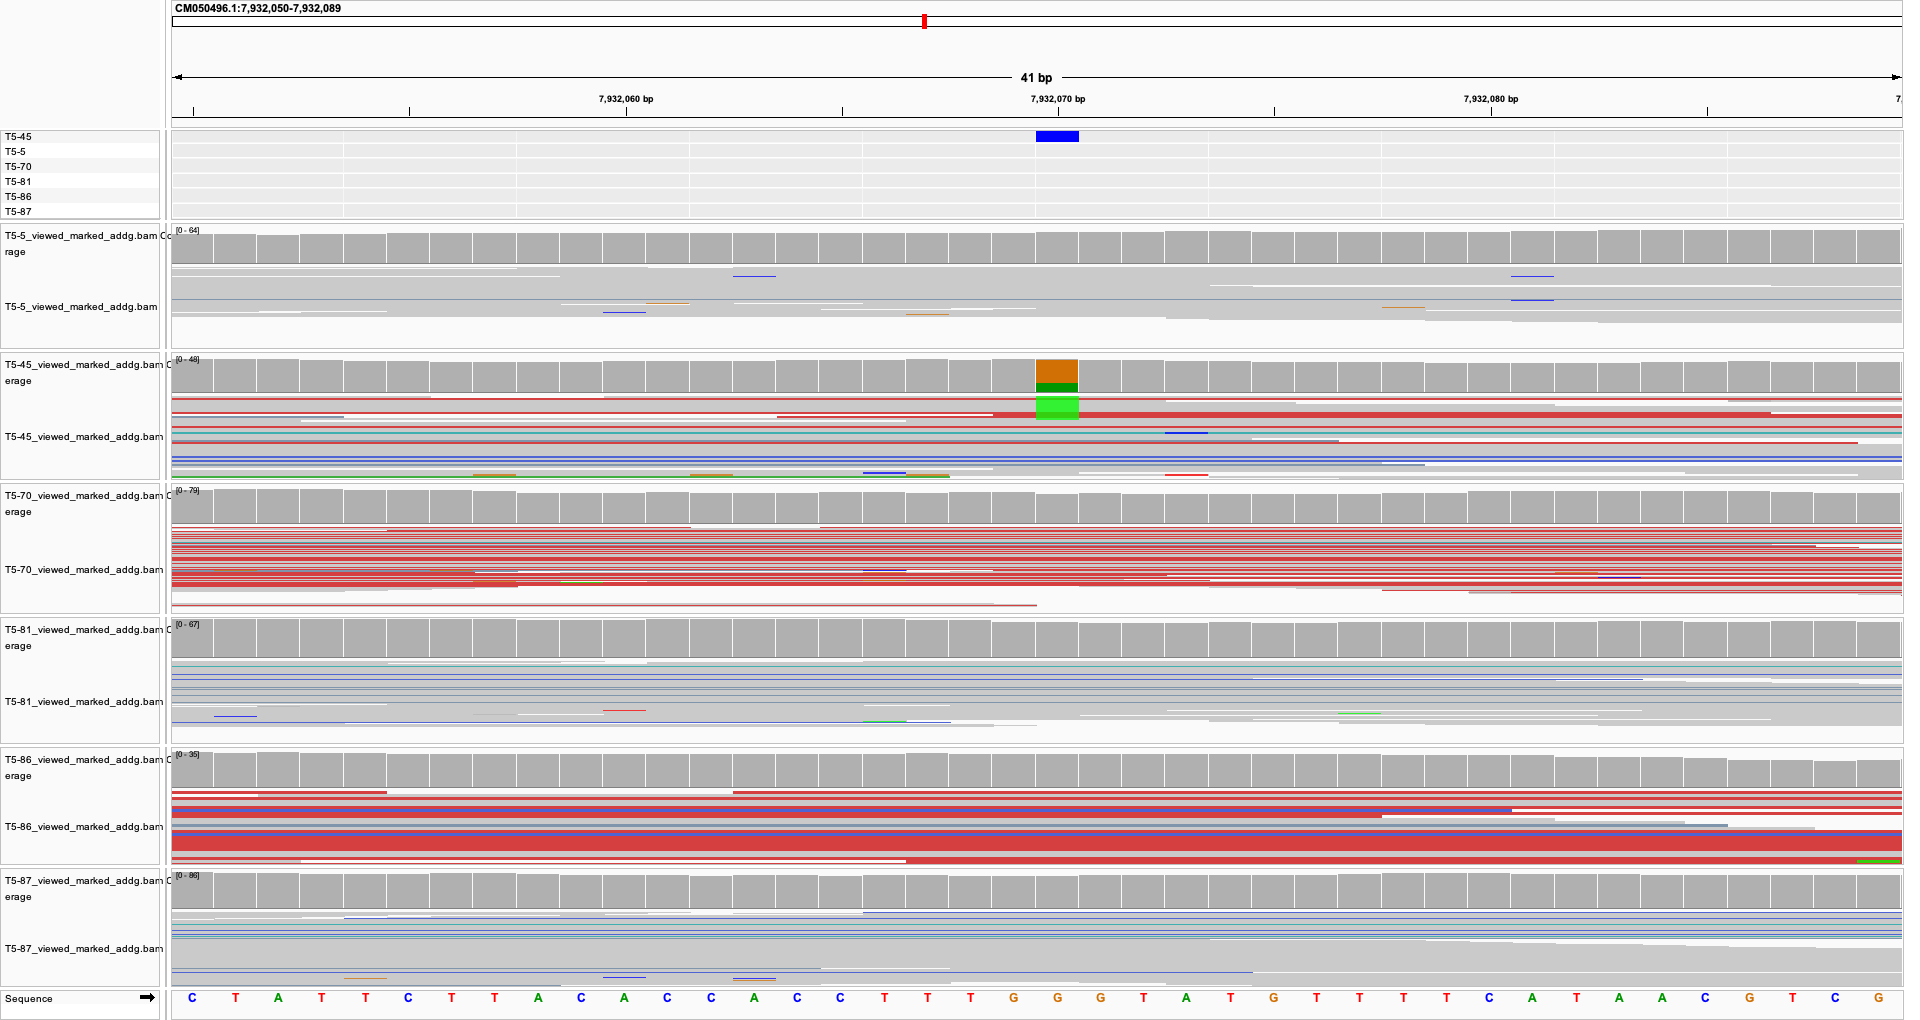 CM050496.1:7,932,050-7,932,089
41 bp
7,932,060 bp
7,932,070 bp
7,932,080 bp
7,
T5-45
T5-5
T5-70
T5-81
T5-86
T5-87
T5-5_viewed_marked_addg.bam Co
rage
[0 - 64]
T5-5_viewed_marked_addg.bam
T5-45_viewed_marked_addg.bam C
erage
[0 - 48]
T5-45_viewed_marked_addg.bam
T5-70_viewed_marked_addg.bam C
erage
[0 - 79]
T5-70_viewed_marked_addg.bam
T5-81_viewed_marked_addg.bam C
erage
[0 - 67]
T5-81_viewed_marked_addg.bam
T5-86_viewed_marked_addg.bam C
erage
[0 - 35]
T5-86_viewed_marked_addg.bam
T5-87_viewed_marked_addg.bam C
erage
[0 - 86]
T5-87_viewed_marked_addg.bam
Sequence C T A T T C T T A C A C C A C C T T T G G G T A T G T T T T C A T A A C G T C G